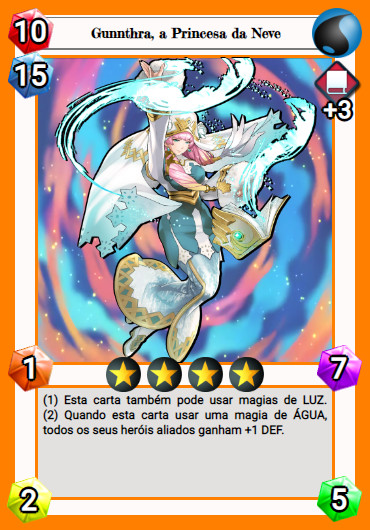 Gunnthra, a Princesa da Neve
10
15
+3
1
7
(1) Esta carta também pode usar magias de LUZ.
(2) Quando esta carta usar uma magia de ÁGUA,
todos os seus heróis aliados ganham +1 DEF.
2
5